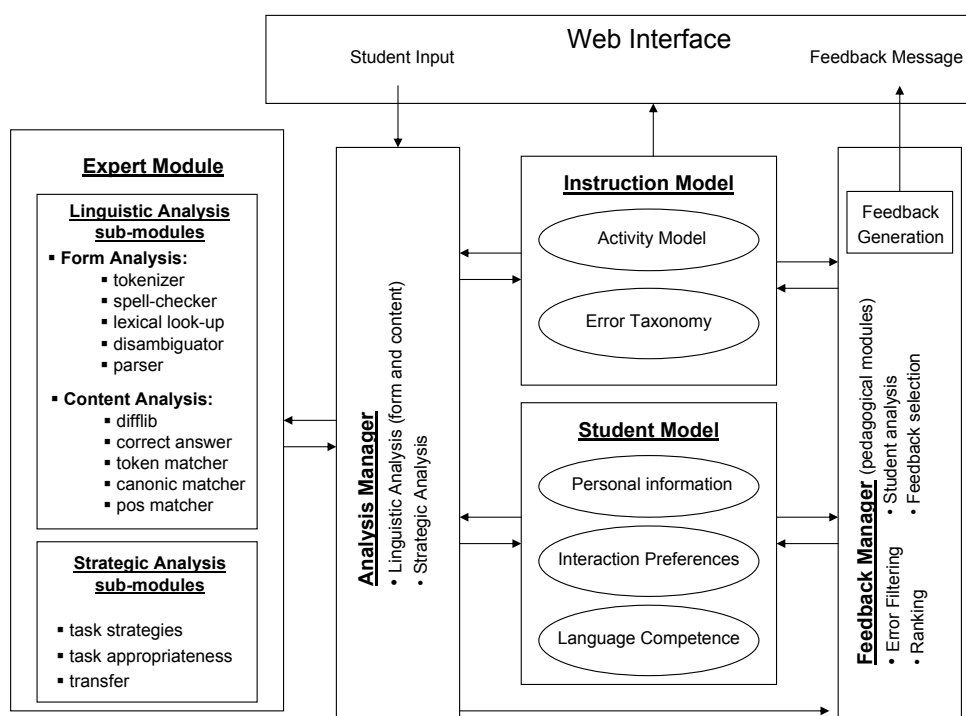 Web Interface
Student Input
Feedback Message
Expert Module
Linguistic Analysis
sub-modules
▪ Form Analysis:
▪ tokenizer
▪ spell-checker
▪ lexical look-up
▪ disambiguator
▪ parser
▪ Content Analysis:
▪ difflib
▪ correct answer
▪ token matcher
▪ canonic matcher
▪ pos matcher
Strategic Analysis
sub-modules
▪ task strategies
▪ task appropriateness
▪ transfer
Analysis Manager
• Linguistic Analysis (form and content)
• Strategic Analysis
Instruction Model
Activity Model
Error Taxonomy
Student Model
Personal information
Interaction Preferences
Language Competence
Feedback
Generation
Feedback Manager (pedagogical modules)
• Error Filtering
• Student analysis
• Ranking
• Feedback selection